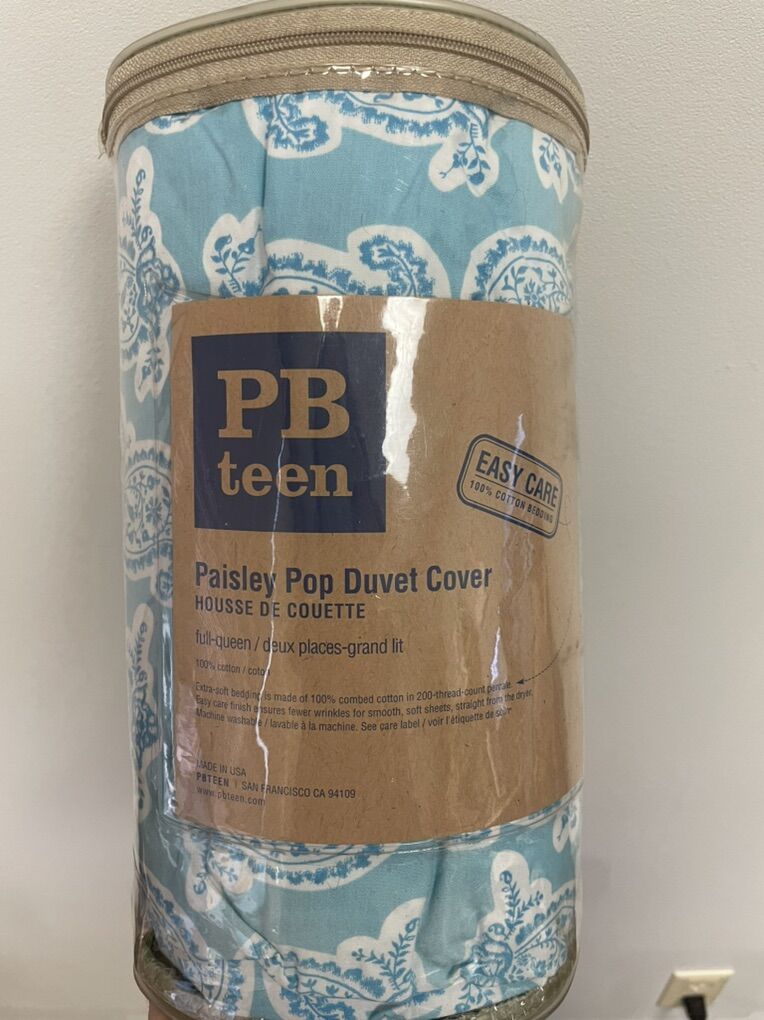 PB
teen
EASY CARE
100% COTTON BEDDING
Paisley Pop Duvet Cover
HOUSSE DE COUETTE
full-queen / deux places-grand lit
100% cotton / coton
Extra-soft bedding is made of 100% combed cotton in 200-thread-count percale.
Easy care finish ensures fewer wrinkles for smooth, soft sheets, straight from the dryer.
Machine washable / lavable à la machine. See care label / voir l'étiquette de soin
MADE IN USA
PBTEEN | SAN FRANCISCO CA 94109
www.pbteen.com